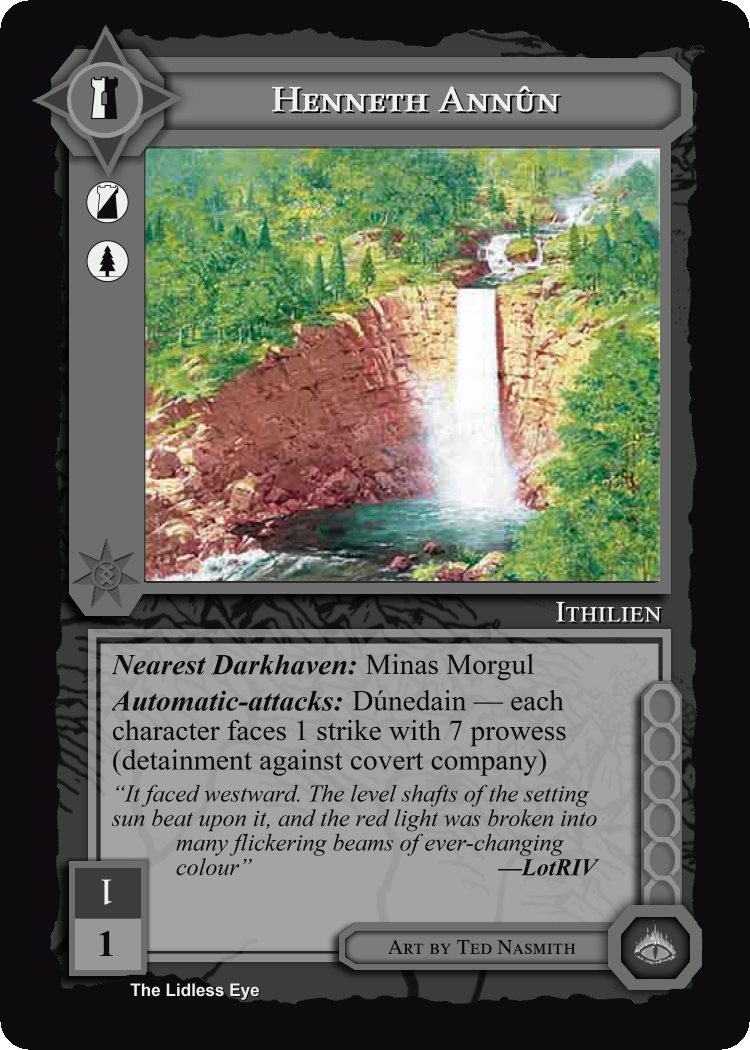 Henneth Annûn
Ithilien
Nearest Darkhaven: Minas Morgul
Automatic-attacks: Dúnedain — each
character faces 1 strike with 7 prowess
(detainment against covert company)
“It faced westward. The level shafts of the setting
sun beat upon it, and the red light was broken into
many flickering beams of ever-changing
colour” —LotRIV
1
1
Art by Ted Nasmith
The Lidless Eye